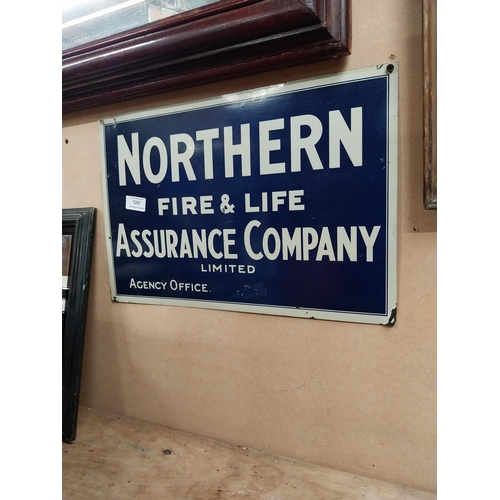 NORTHERN
FIRE & LIFE
ASSURANCE COMPANY
LIMITED
AGENCY OFFICE.